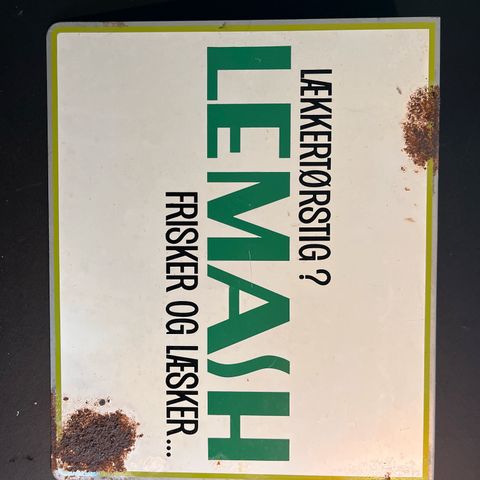 LÆKKERTØRSTIG ?
LEMASH
FRISKER OG LÆSKER...